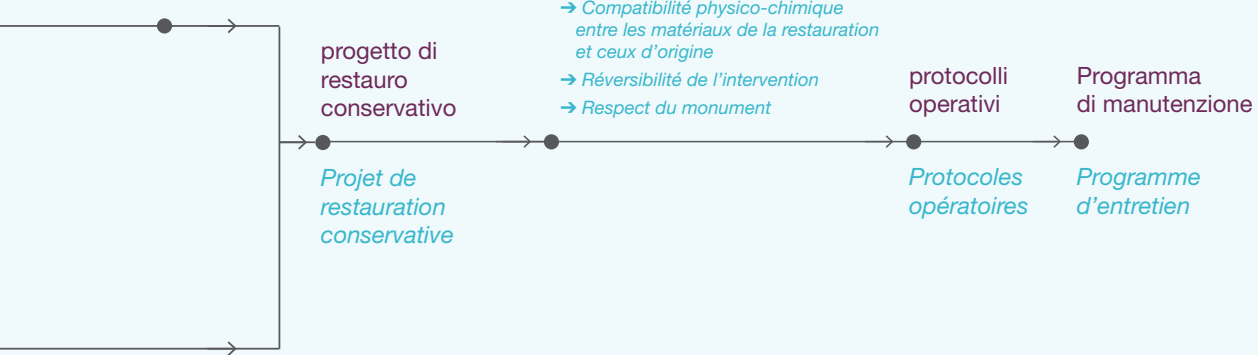 ➔ Compatibilité physico-chimique
entre les matériaux de la restauration
et ceux d’origine
➔ Réversibilité de l’intervention
➔ Respect du monument
progetto di
restauro
conservativo
Projet de
restauration
conservative
protocolli
operativi
Protocoles
opératoires
Programma
di manutenzione
Programme
d’entretien